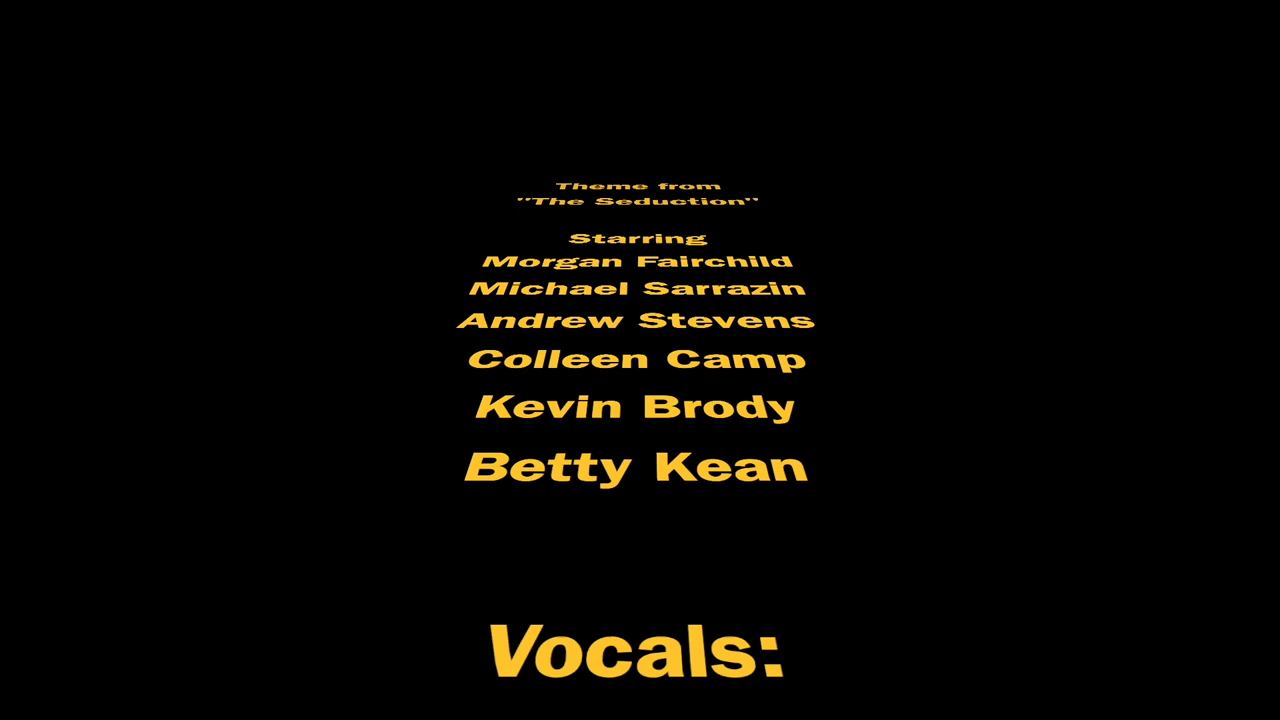 Theme from
"The Seduction"
Starring
Morgan Fairchild
Michael Sarrazin
Andrew Stevens
Colleen Camp
Kevin Brody
Betty Kean
Vocals: